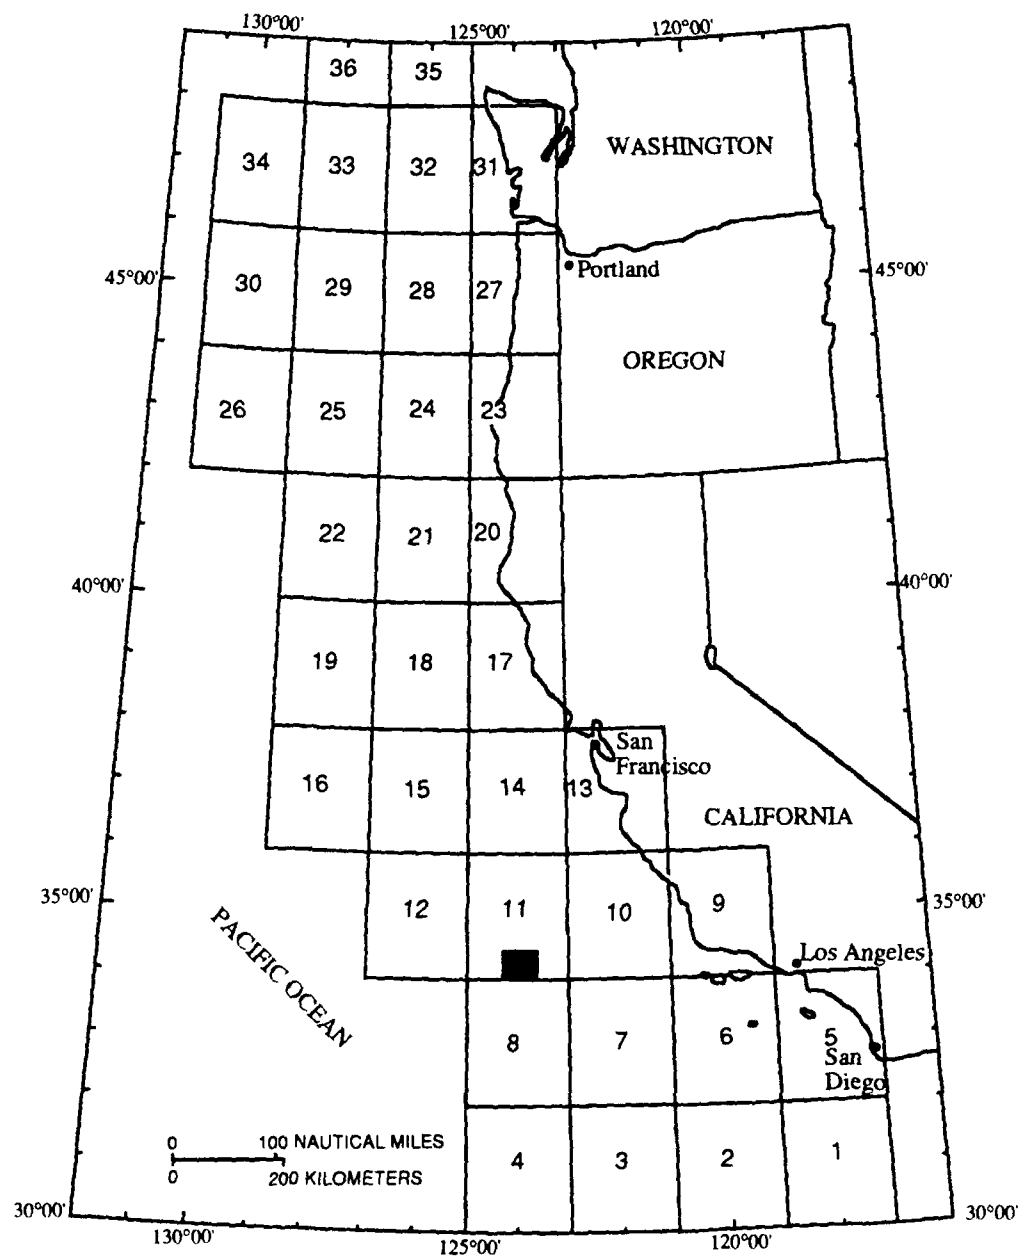 130°00' 125°00' 120°00'
36 35
WASHINGTON
34 33 32 31
Portland
45°00' 45°00'
30 29 28 27
OREGON
26 25 24 23
22 21 20
40°00' 40°00'
19 18 17
San
Francisco
16 15 14 13
CALIFORNIA
35°00' 35°00'
12 11 10 9
PACIFIC OCEAN
Los Angeles
8 7 6 5
San
Diego
0 100 NAUTICAL MILES
0 200 KILOMETERS
4 3 2 1
30°00' 30°00'
130°00' 125°00' 120°00'